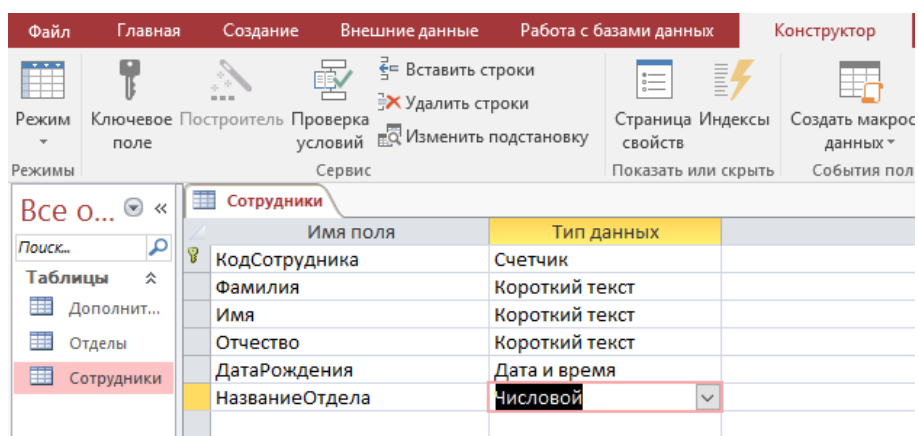 Файл Главная Создание Внешние данные Работа с базами данных Конструктор
Режим
Ключевое поле
Построитель
Проверка условий
Вставить строки
Удалить строки
Изменить подстановку
Страница свойств
Индексы
Создать макрос данных
Режимы Сервис Показать или скрыть События пол
Все о... «
Поиск...
Таблицы
Дополнит...
Отделы
Сотрудники
Сотрудники
Имя поля Тип данных
КодСотрудника Счетчик
Фамилия Короткий текст
Имя Короткий текст
Отчество Короткий текст
ДатаРождения Дата и время
НазваниеОтдела Числовой